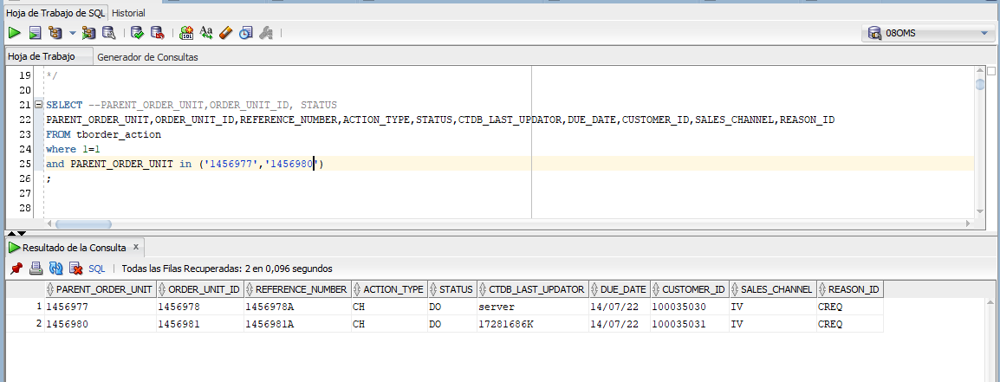 Hoja de Trabajo de SQL Historial
SQL Aa 08OMS
Hoja de Trabajo Generador de Consultas
19 */
20
21 SELECT --PARENT_ORDER_UNIT,ORDER_UNIT_ID, STATUS
22 PARENT_ORDER_UNIT,ORDER_UNIT_ID,REFERENCE_NUMBER,ACTION_TYPE,STATUS,CTDB_LAST_UPDATOR,DUE_DATE,CUSTOMER_ID,SALES_CHANNEL,REASON_ID
23 FROM tborder_action
24 where 1=1
25 and PARENT_ORDER_UNIT in ('1456977','1456980')
26 ;
27
28
Resultado de la Consulta x
SQL | Todas las Filas Recuperadas: 2 en 0,096 segundos
PARENT_ORDER_UNIT ORDER_UNIT_ID REFERENCE_NUMBER ACTION_TYPE STATUS CTDB_LAST_UPDATOR DUE_DATE CUSTOMER_ID SALES_CHANNEL REASON_ID
1 1456977 1456978 1456978A CH DO server 14/07/22 100035030 IV CREQ
2 1456980 1456981 1456981A CH DO 17281686K 14/07/22 100035031 IV CREQ